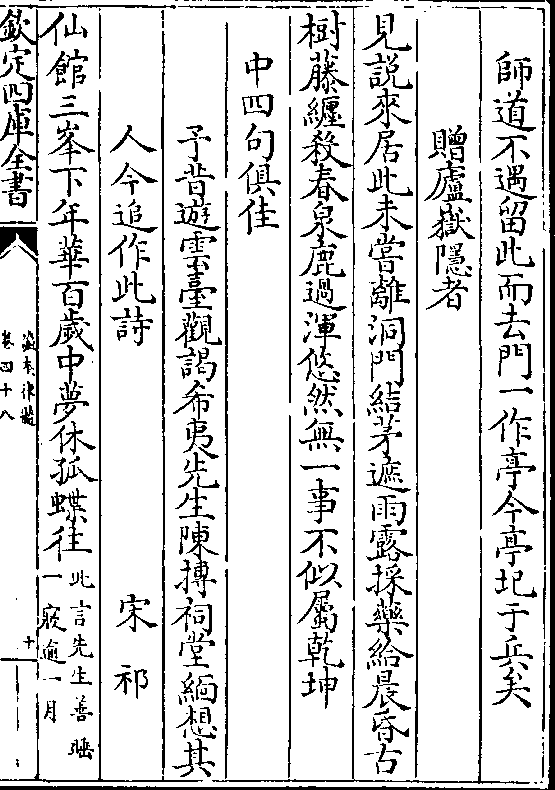 師道不遇留此而去門一作亭今亭圮于兵矣
贈廬嶽隱者
見說來居此未嘗離洞門結茅遮雨露採藥給晨昏古
樹藤纏殺春泉鹿過渾悠然無一事不似屬乾坤
中四句俱佳
予昔遊雲臺觀謁希夷先生陳摶祠堂緬想其
人今追作此詩
宋祁
仙館三峯下年華百歲中夢休孤蝶往
此言先生善睡
一寢逾一月
欽定四庫全書
瀛奎律髓
卷四十八
十